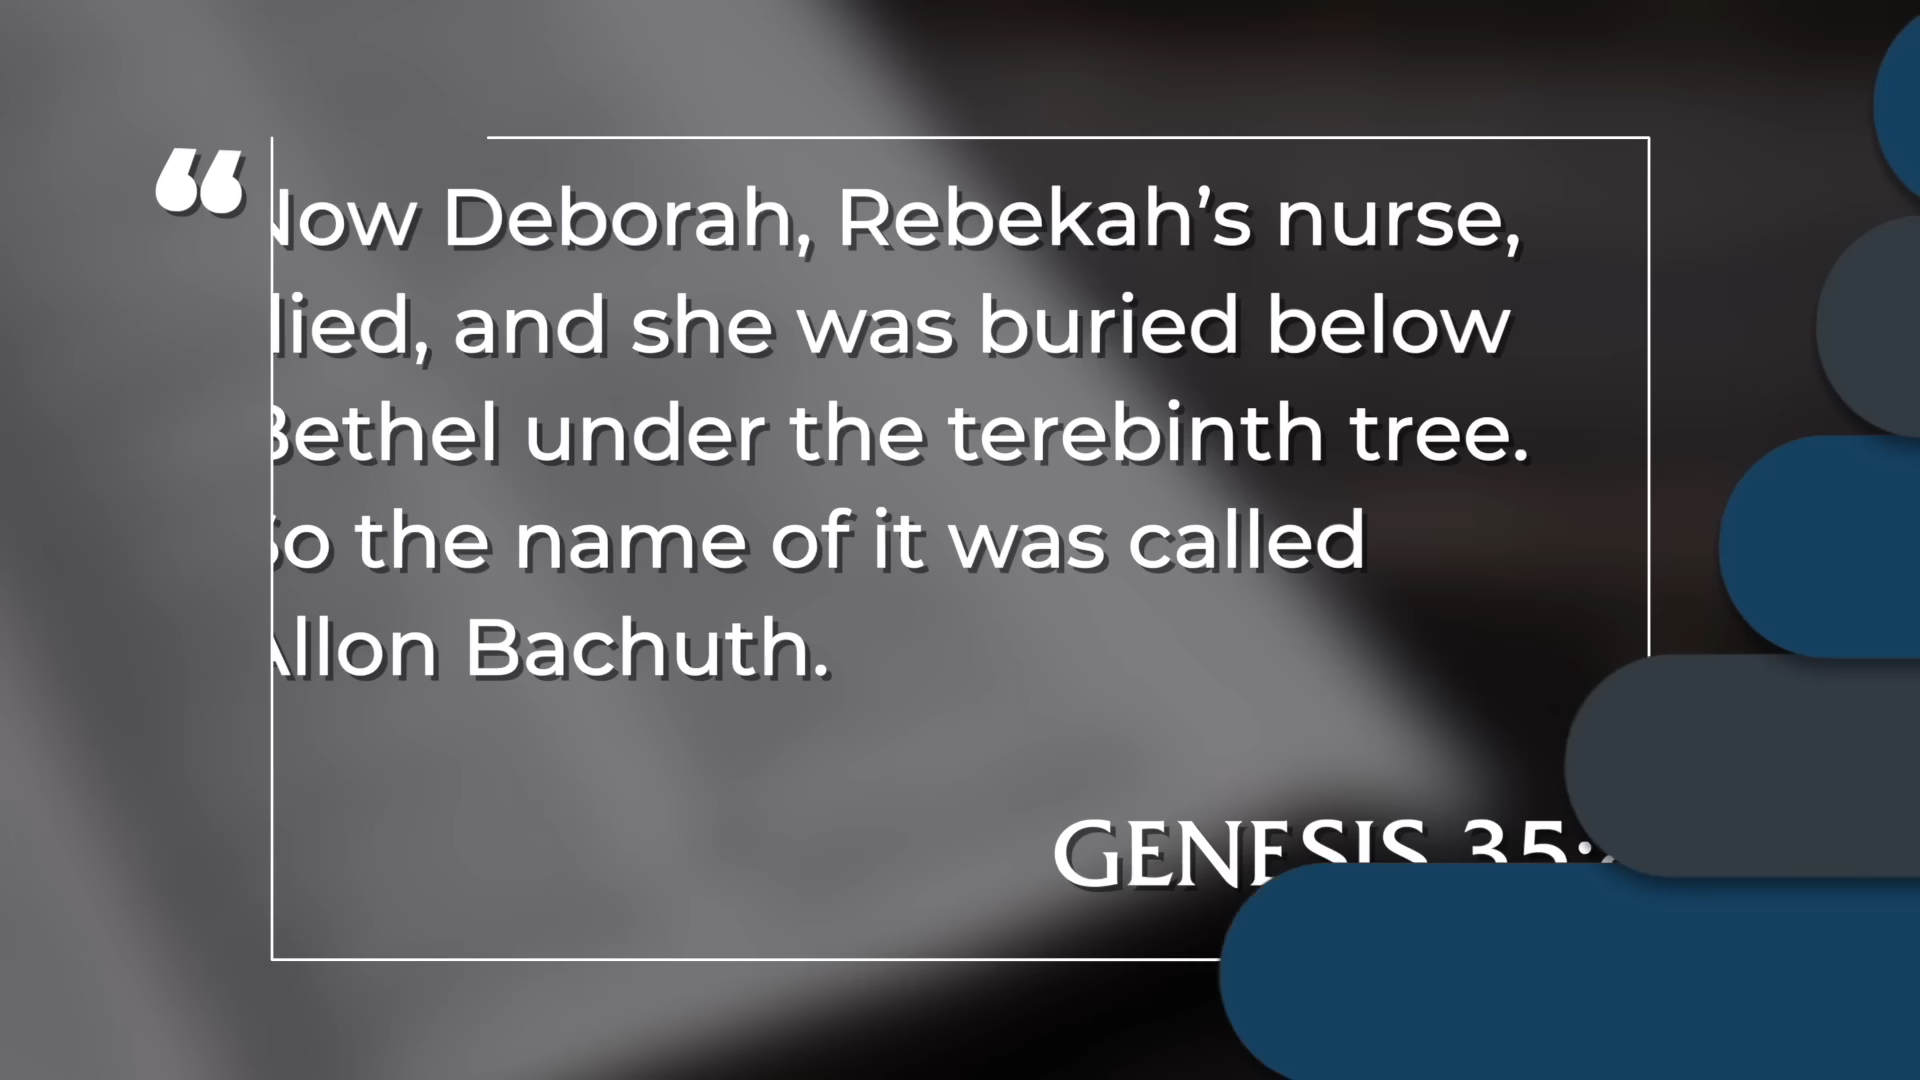 “Now Deborah, Rebekah’s nurse,
died, and she was buried below
Bethel under the terebinth tree.
So the name of it was called
Allon Bachuth.
GENESIS 35: